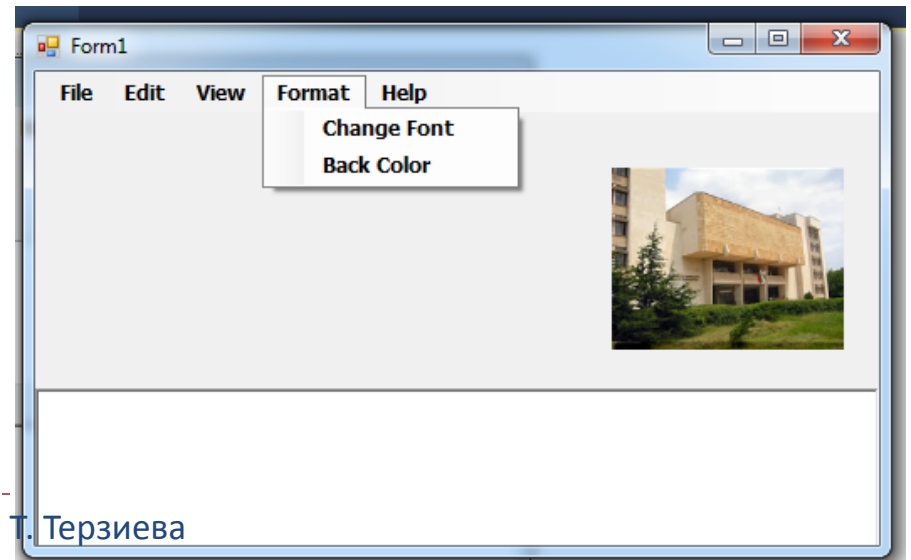 Form1
File Edit View Format Help
Change Font
Back Color
Т. Терзиева